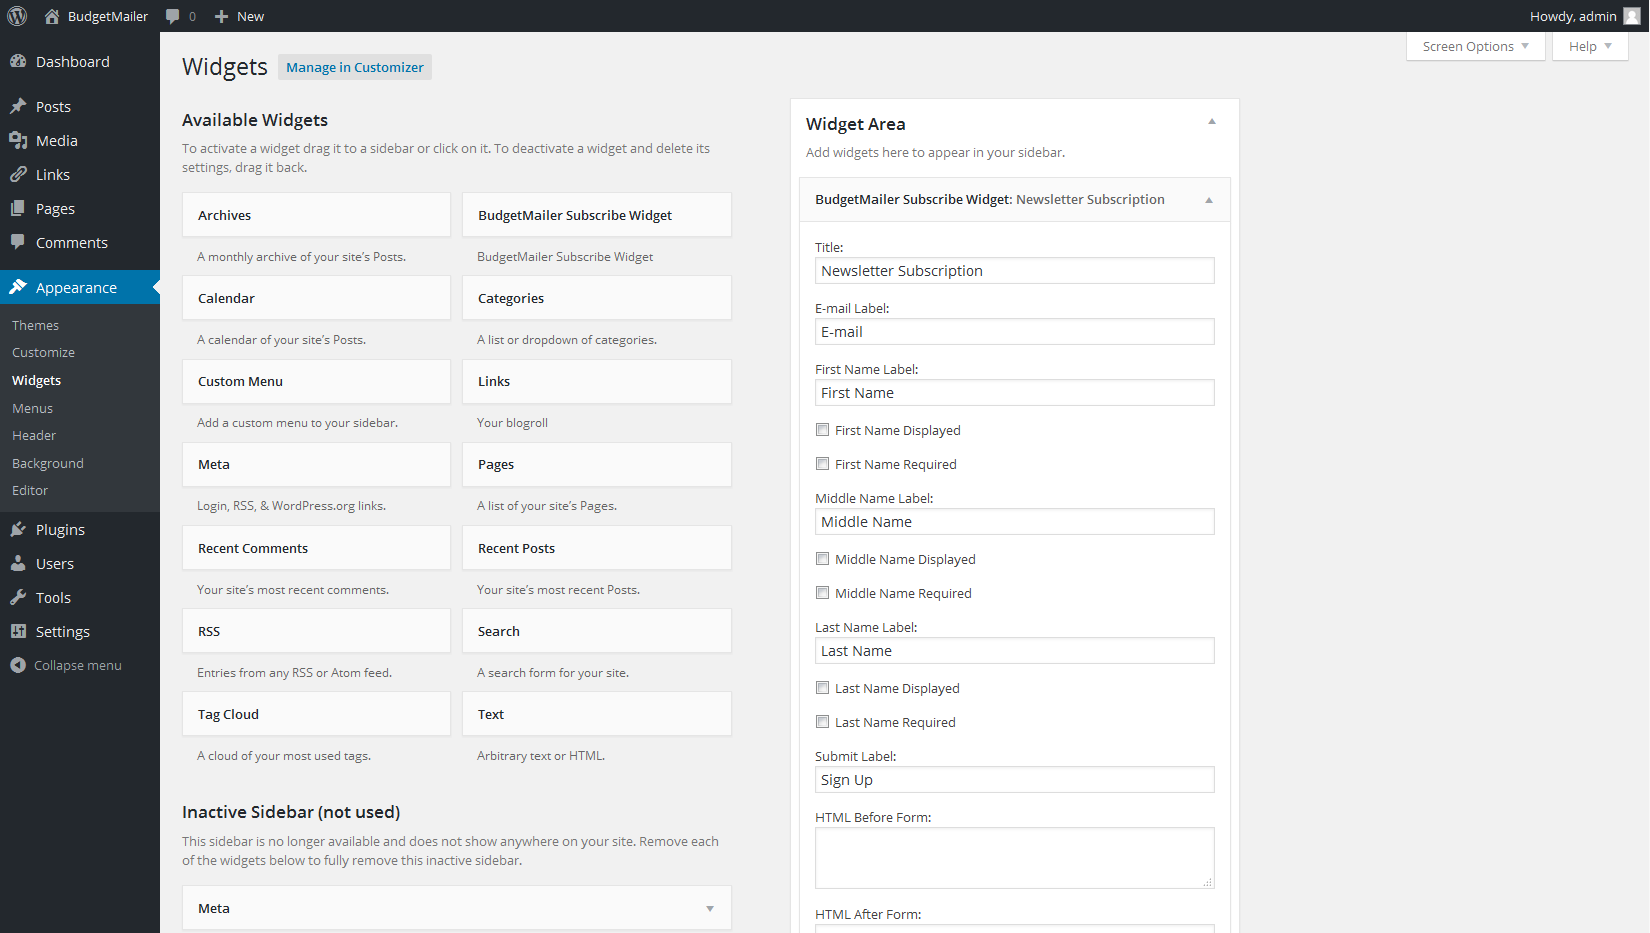 BudgetMailer
0
New
Howdy, admin
Dashboard
Posts
Media
Links
Pages
Comments
Appearance
Themes
Customize
Widgets
Menus
Header
Background
Editor
Plugins
Users
Tools
Settings
Collapse menu
Screen Options
Help
Widgets
Manage in Customizer
Available Widgets
To activate a widget drag it to a sidebar or click on it. To deactivate a widget and delete its
settings, drag it back.
Archives
BudgetMailer Subscribe Widget
A monthly archive of your site’s Posts.
BudgetMailer Subscribe Widget
Calendar
Categories
A calendar of your site’s Posts.
A list or dropdown of categories.
Custom Menu
Links
Add a custom menu to your sidebar.
Your blogroll
Meta
Pages
Login, RSS, & WordPress.org links.
A list of your site’s Pages.
Recent Comments
Recent Posts
Your site’s most recent comments.
Your site’s most recent Posts.
RSS
Search
Entries from any RSS or Atom feed.
A search form for your site.
Tag Cloud
Text
A cloud of your most used tags.
Arbitrary text or HTML.
Inactive Sidebar (not used)
This sidebar is no longer available and does not show anywhere on your site. Remove each
of the widgets below to fully remove this inactive sidebar.
Meta
Widget Area
Add widgets here to appear in your sidebar.
BudgetMailer Subscribe Widget: Newsletter Subscription
Title:
Newsletter Subscription
E-mail Label:
E-mail
First Name Label:
First Name
First Name Displayed
First Name Required
Middle Name Label:
Middle Name
Middle Name Displayed
Middle Name Required
Last Name Label:
Last Name
Last Name Displayed
Last Name Required
Submit Label:
Sign Up
HTML Before Form:
HTML After Form: